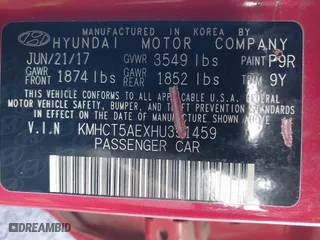 MANUFACTURED IN KOREA BY
HYUNDAI MOTOR COMPANY
JUN/21/17 GVWR 3549 lbs PAINT P9R
GAWR FRONT 1874 lbs GAWR REAR 1852 lbs TRIM 9Y
THIS VEHICLE CONFORMS TO ALL APPLICABLE U.S.A. FEDERAL MOTOR
VEHICLE SAFETY, BUMPER, AND THEFT PREVENTION STANDARDS IN
EFFECT ON THE DATE OF MANUFACTURE SHOWN ABOVE.
V.I.N KMHCT5AEXHU3 1459
PASSENGER CAR
DREAMBID